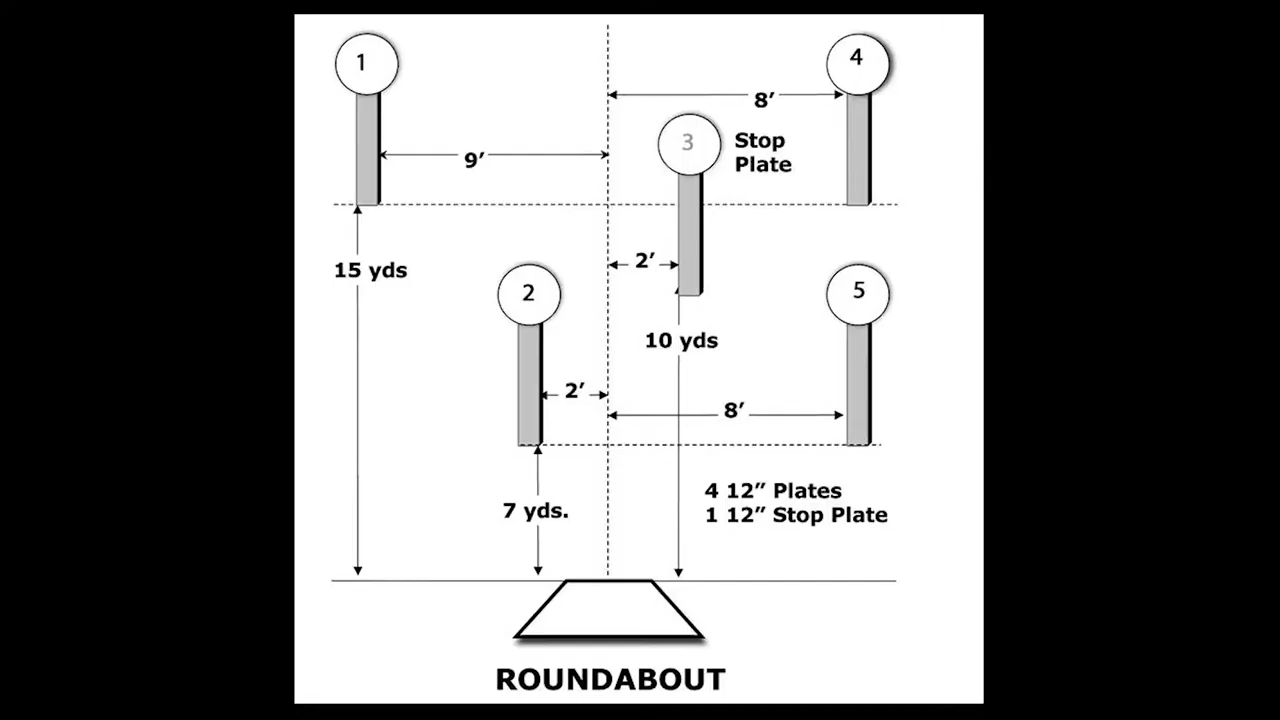 1
4
8’
3
Stop
Plate
9’
2’
15 yds
2
5
10 yds
2’
8’
4 12” Plates
1 12” Stop Plate
7 yds.
ROUNDABOUT